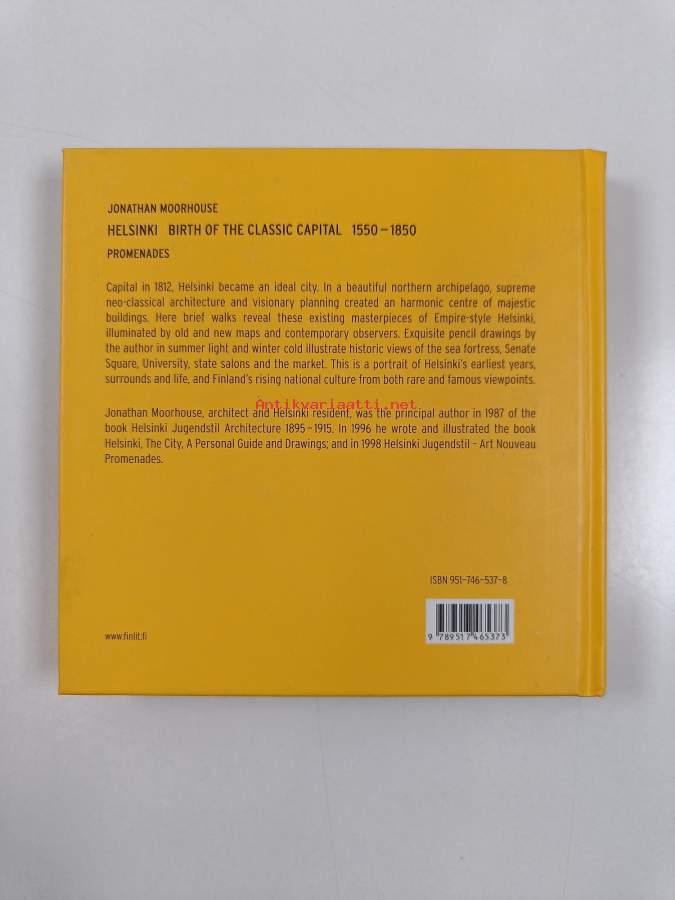 JONATHAN MOORHOUSE
HELSINKI BIRTH OF THE CLASSIC CAPITAL 1550–1850
PROMENADES
Capital in 1812, Helsinki became an ideal city. In a beautiful northern archipelago, supreme
neo-classical architecture and visionary planning created an harmonic centre of majestic
buildings. Here brief walks reveal these existing masterpieces of Empire-style Helsinki,
illuminated by old and new maps and contemporary observers. Exquisite pencil drawings by
the author in summer light and winter cold illustrate historic views of the sea fortress, Senate
Square, University, state salons and the market. This is a portrait of Helsinki's earliest years,
surrounds and life, and Finland's rising national culture from both rare and famous viewpoints.
Antikvariaatti.net
Jonathan Moorhouse, architect and Helsinki resident, was the principal author in 1987 of the
book Helsinki Jugendstil Architecture 1895–1915. In 1996 he wrote and illustrated the book
Helsinki, The City, A Personal Guide and Drawings; and in 1998 Helsinki Jugendstil – Art Nouveau
Promenades.
ISBN 951-746-537-8
9 789517 465373
www.finlit.fi